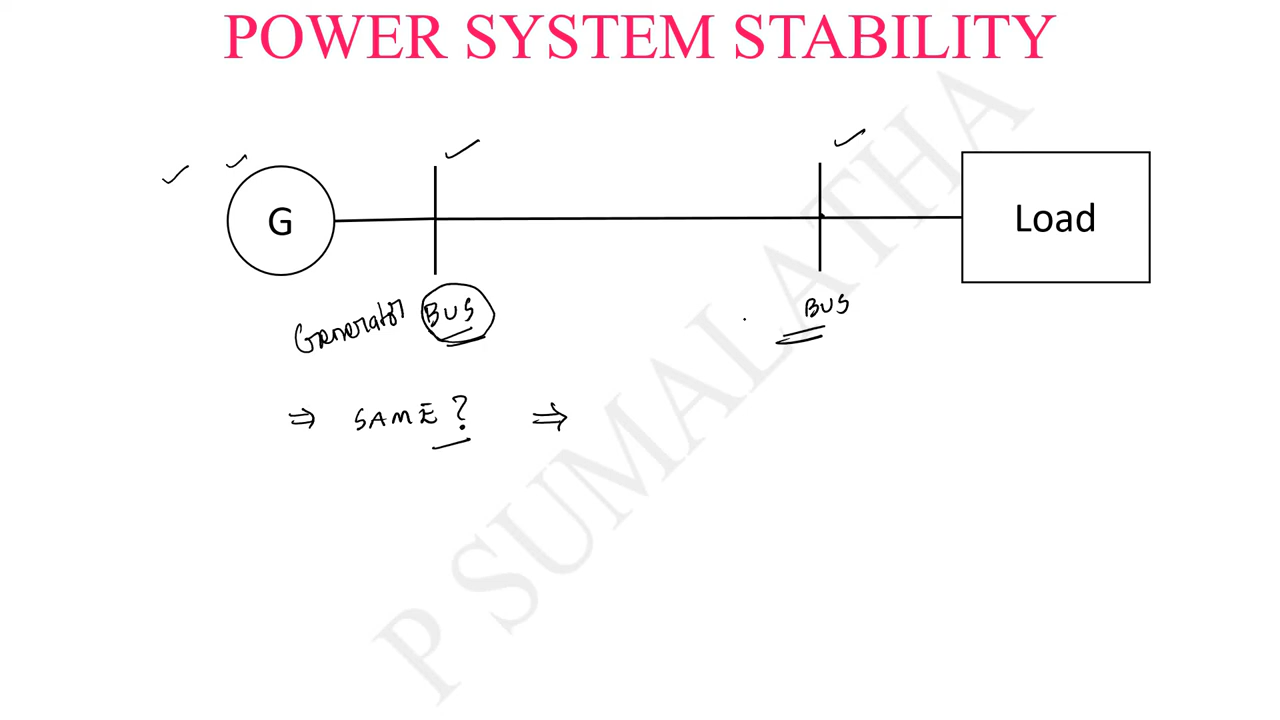 POWER SYSTEM STABILITY
G
Load
Generator BUS
BUS
⇒ SAME? ⇒
P SUMALATHA